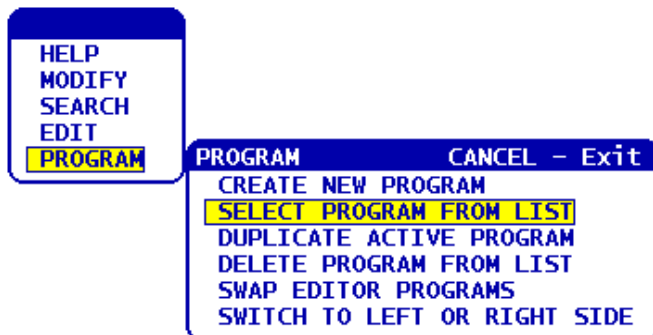 HELP
MODIFY
SEARCH
EDIT
PROGRAM
PROGRAM CANCEL - Exit
CREATE NEW PROGRAM
SELECT PROGRAM FROM LIST
DUPLICATE ACTIVE PROGRAM
DELETE PROGRAM FROM LIST
SWAP EDITOR PROGRAMS
SWITCH TO LEFT OR RIGHT SIDE